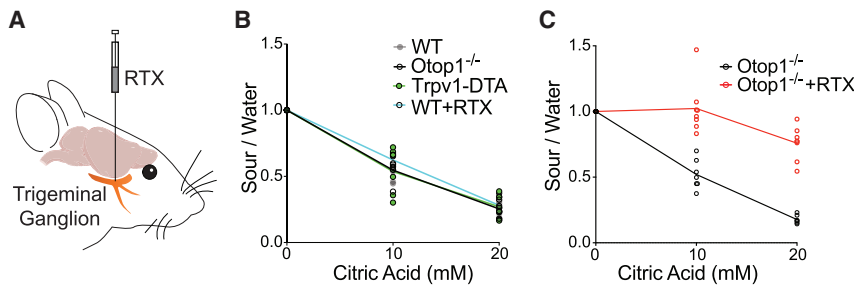 A
RTX
Trigeminal
Ganglion
B
1.5
1.0
0.5
0.0
Sour / Water
WT
Otop1-/-
Trpv1-DTA
WT+RTX
0
10
20
Citric Acid (mM)
C
1.5
1.0
0.5
0.0
Sour / Water
Otop1-/-
Otop1-/-+RTX
0
10
20
Citric Acid (mM)